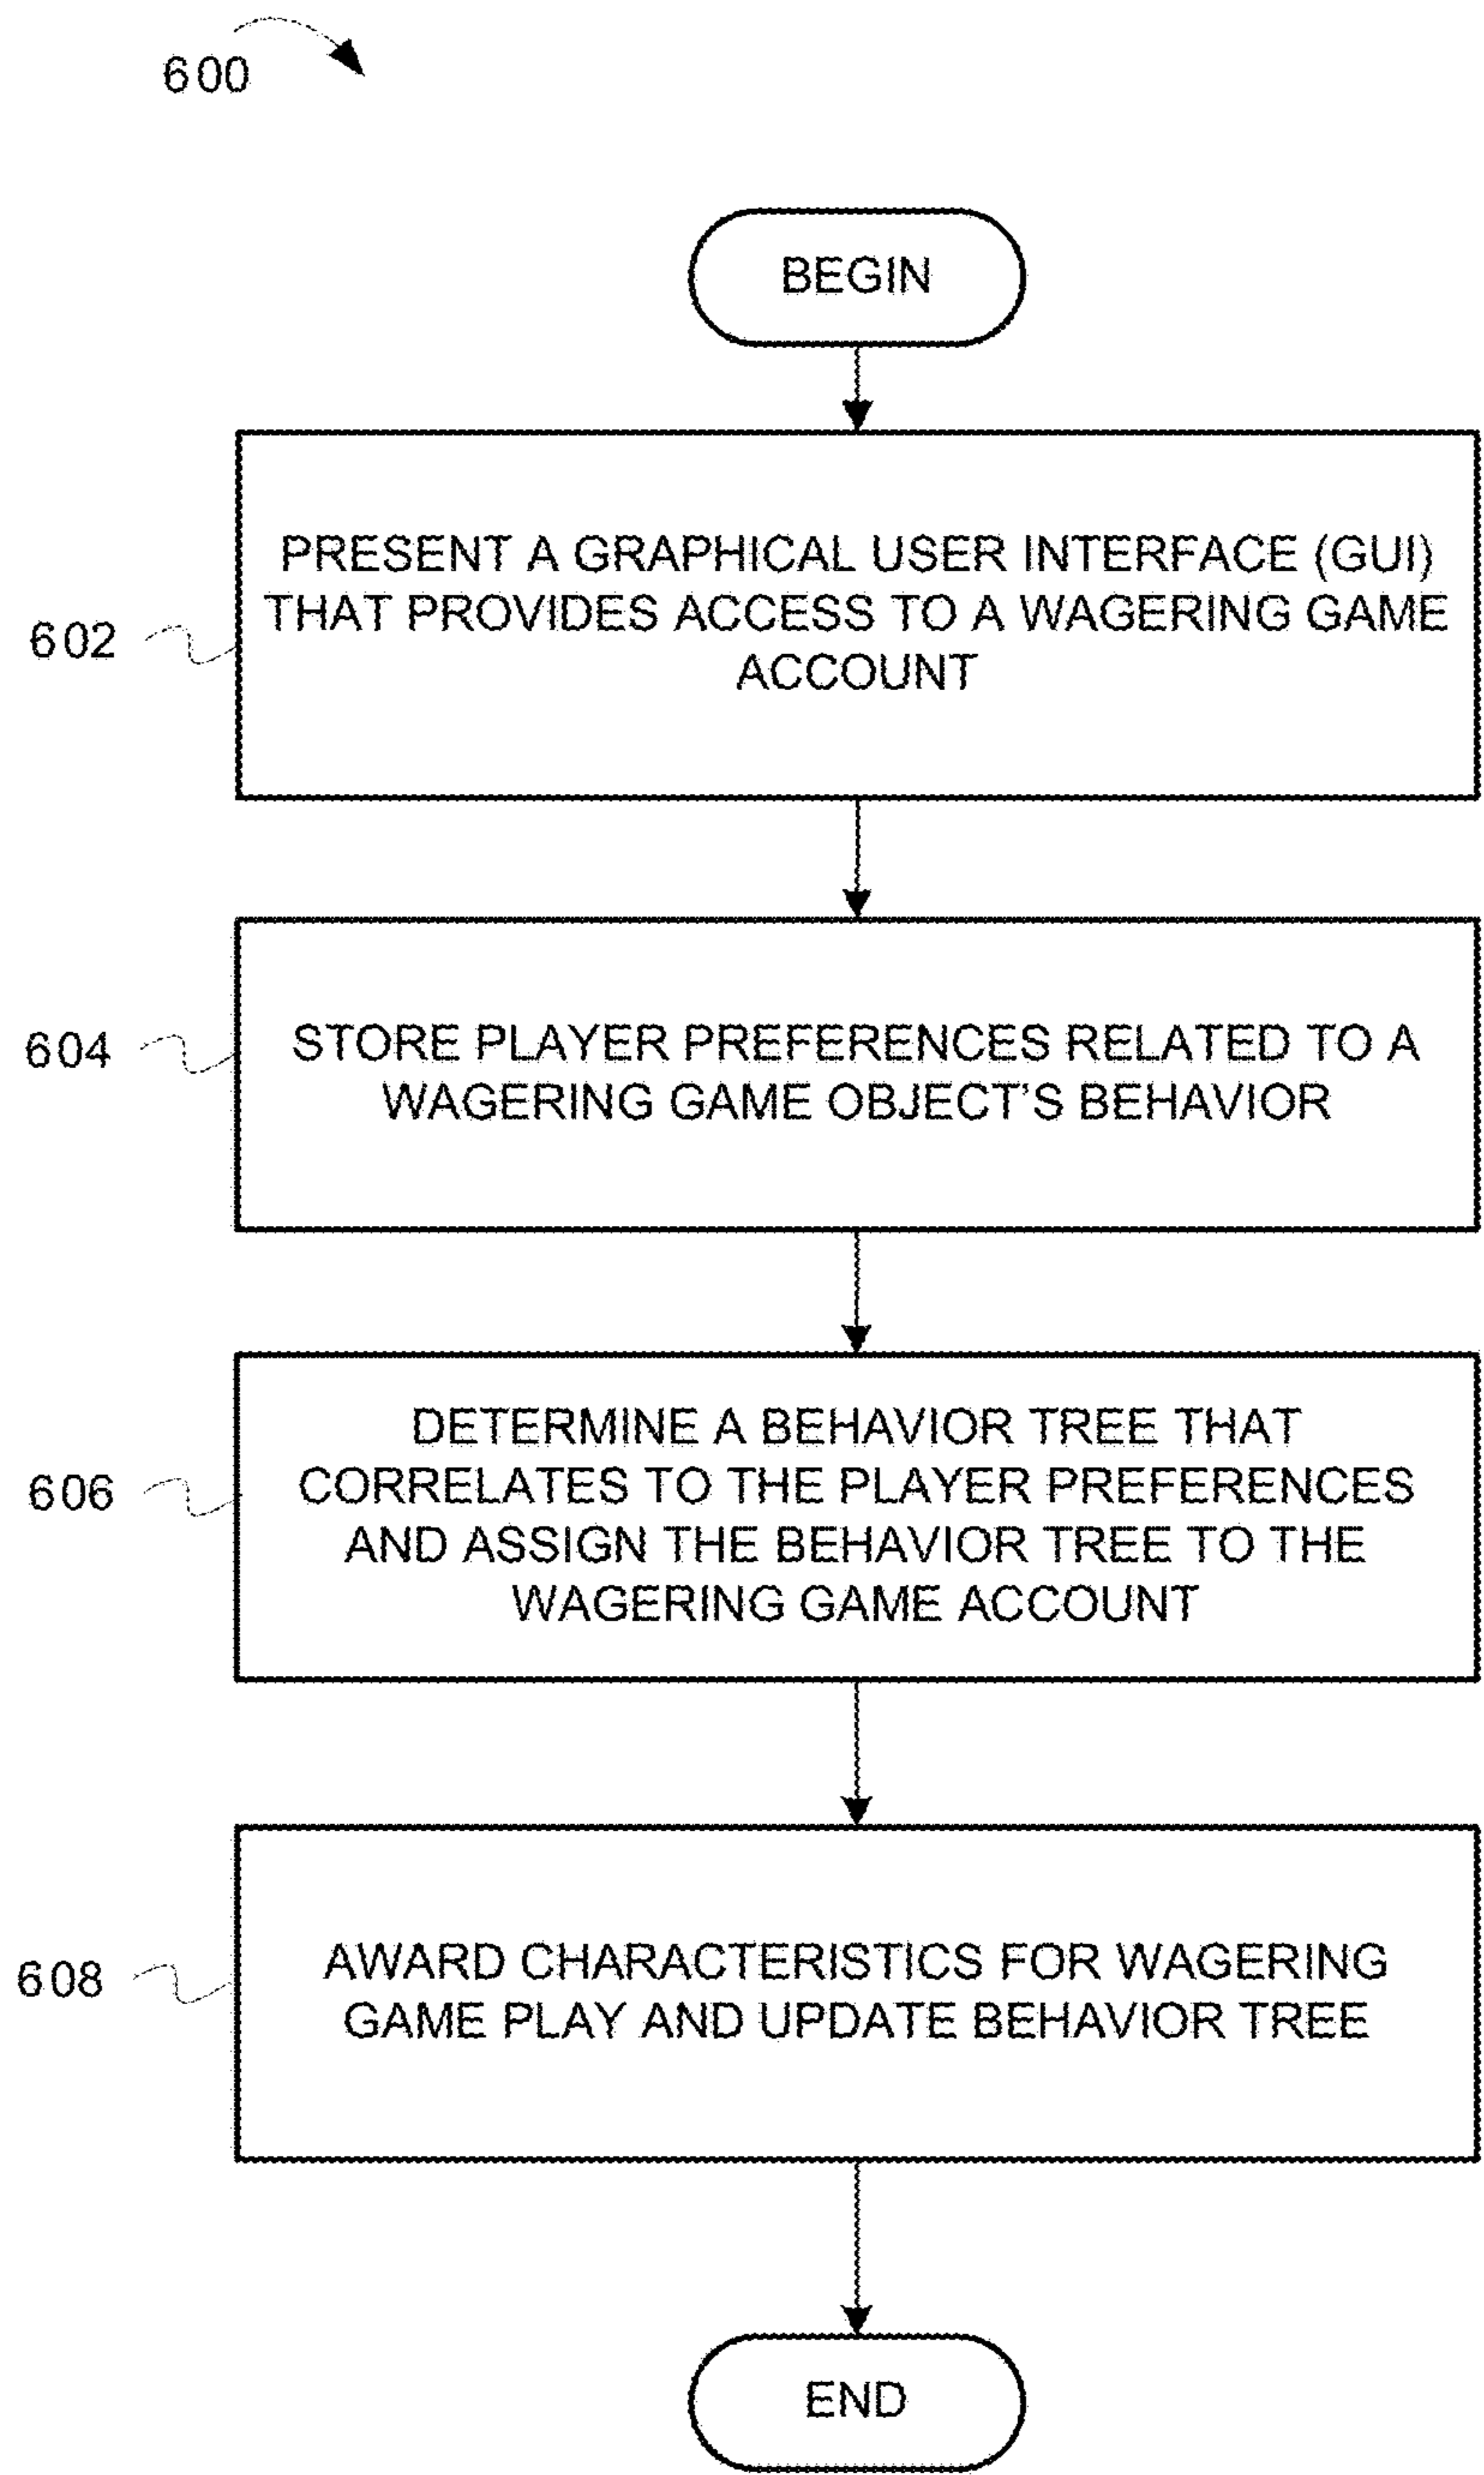 600
BEGIN
PRESENT A GRAPHICAL USER INTERFACE (GUI)
THAT PROVIDES ACCESS TO A WAGERING GAME
ACCOUNT
602
STORE PLAYER PREFERENCES RELATED TO A
WAGERING GAME OBJECT'S BEHAVIOR
604
DETERMINE A BEHAVIOR TREE THAT
CORRELATES TO THE PLAYER PREFERENCES
AND ASSIGN THE BEHAVIOR TREE TO THE
WAGERING GAME ACCOUNT
606
AWARD CHARACTERISTICS FOR WAGERING
GAME PLAY AND UPDATE BEHAVIOR TREE
608
END